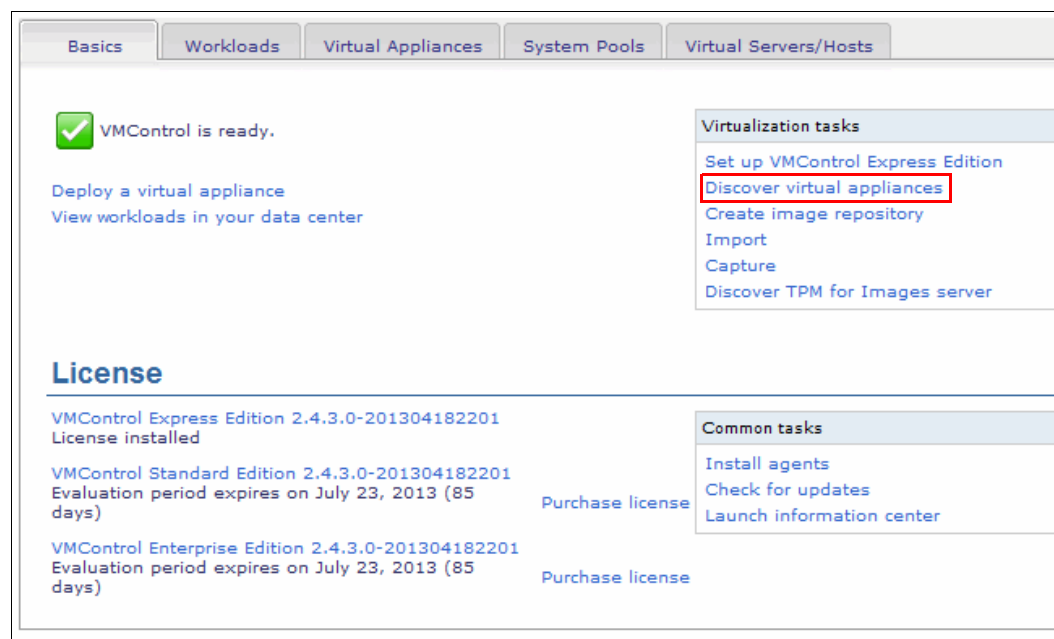 Basics
Workloads
Virtual Appliances
System Pools
Virtual Servers/Hosts
VMControl is ready.
Deploy a virtual appliance
View workloads in your data center
Virtualization tasks
Set up VMControl Express Edition
Discover virtual appliances
Create image repository
Import
Capture
Discover TPM for Images server
License
VMControl Express Edition 2.4.3.0-201304182201
License installed
VMControl Standard Edition 2.4.3.0-201304182201
Evaluation period expires on July 23, 2013 (85
days)
Purchase license
VMControl Enterprise Edition 2.4.3.0-201304182201
Evaluation period expires on July 23, 2013 (85
days)
Purchase license
Common tasks
Install agents
Check for updates
Launch information center